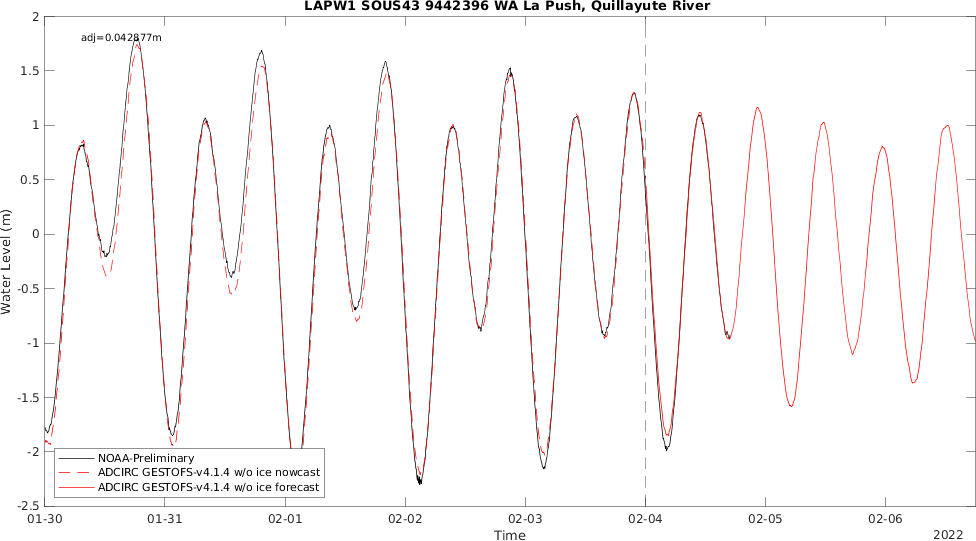 LAPW1 SOUS43 9442396 WA La Push, Quillayute River
adj=0.042877m
2
1.5
1
0.5
0
-0.5
-1
-1.5
-2
-2.5
Water Level (m)
NOAA-Preliminary
ADCIRC GESTOFS-v4.1.4 w/o ice nowcast
ADCIRC GESTOFS-v4.1.4 w/o ice forecast
01-30 01-31 02-01 02-02 02-03 02-04 02-05 02-06
Time
2022